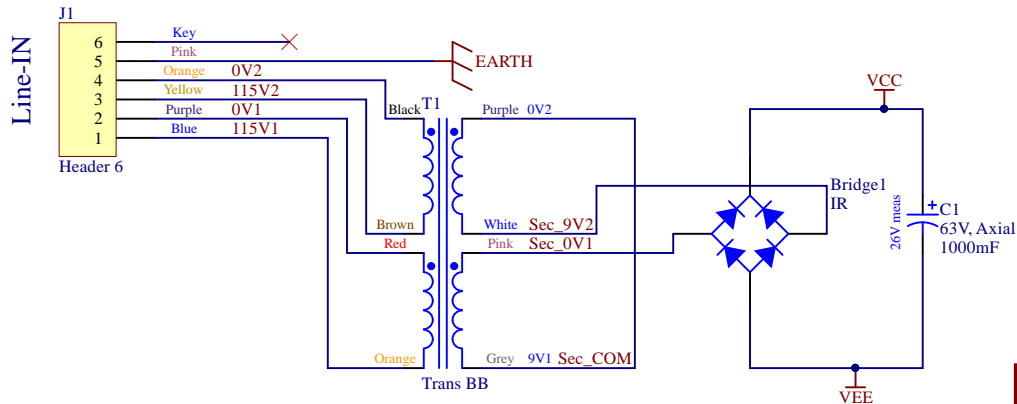 J1
Line-IN
6 Key
5 Pink
4 Orange 0V2
3 Yellow 115V2
2 Purple 0V1
1 Blue 115V1
Header 6
EARTH
T1
Black
Purple 0V2
Brown
White Sec_9V2
Red
Pink Sec_0V1
Orange
Grey 9V1 Sec_COM
Trans BB
VCC
Bridge1
IR
26V meas
+
C1
63V, Axial
1000mF
VEE